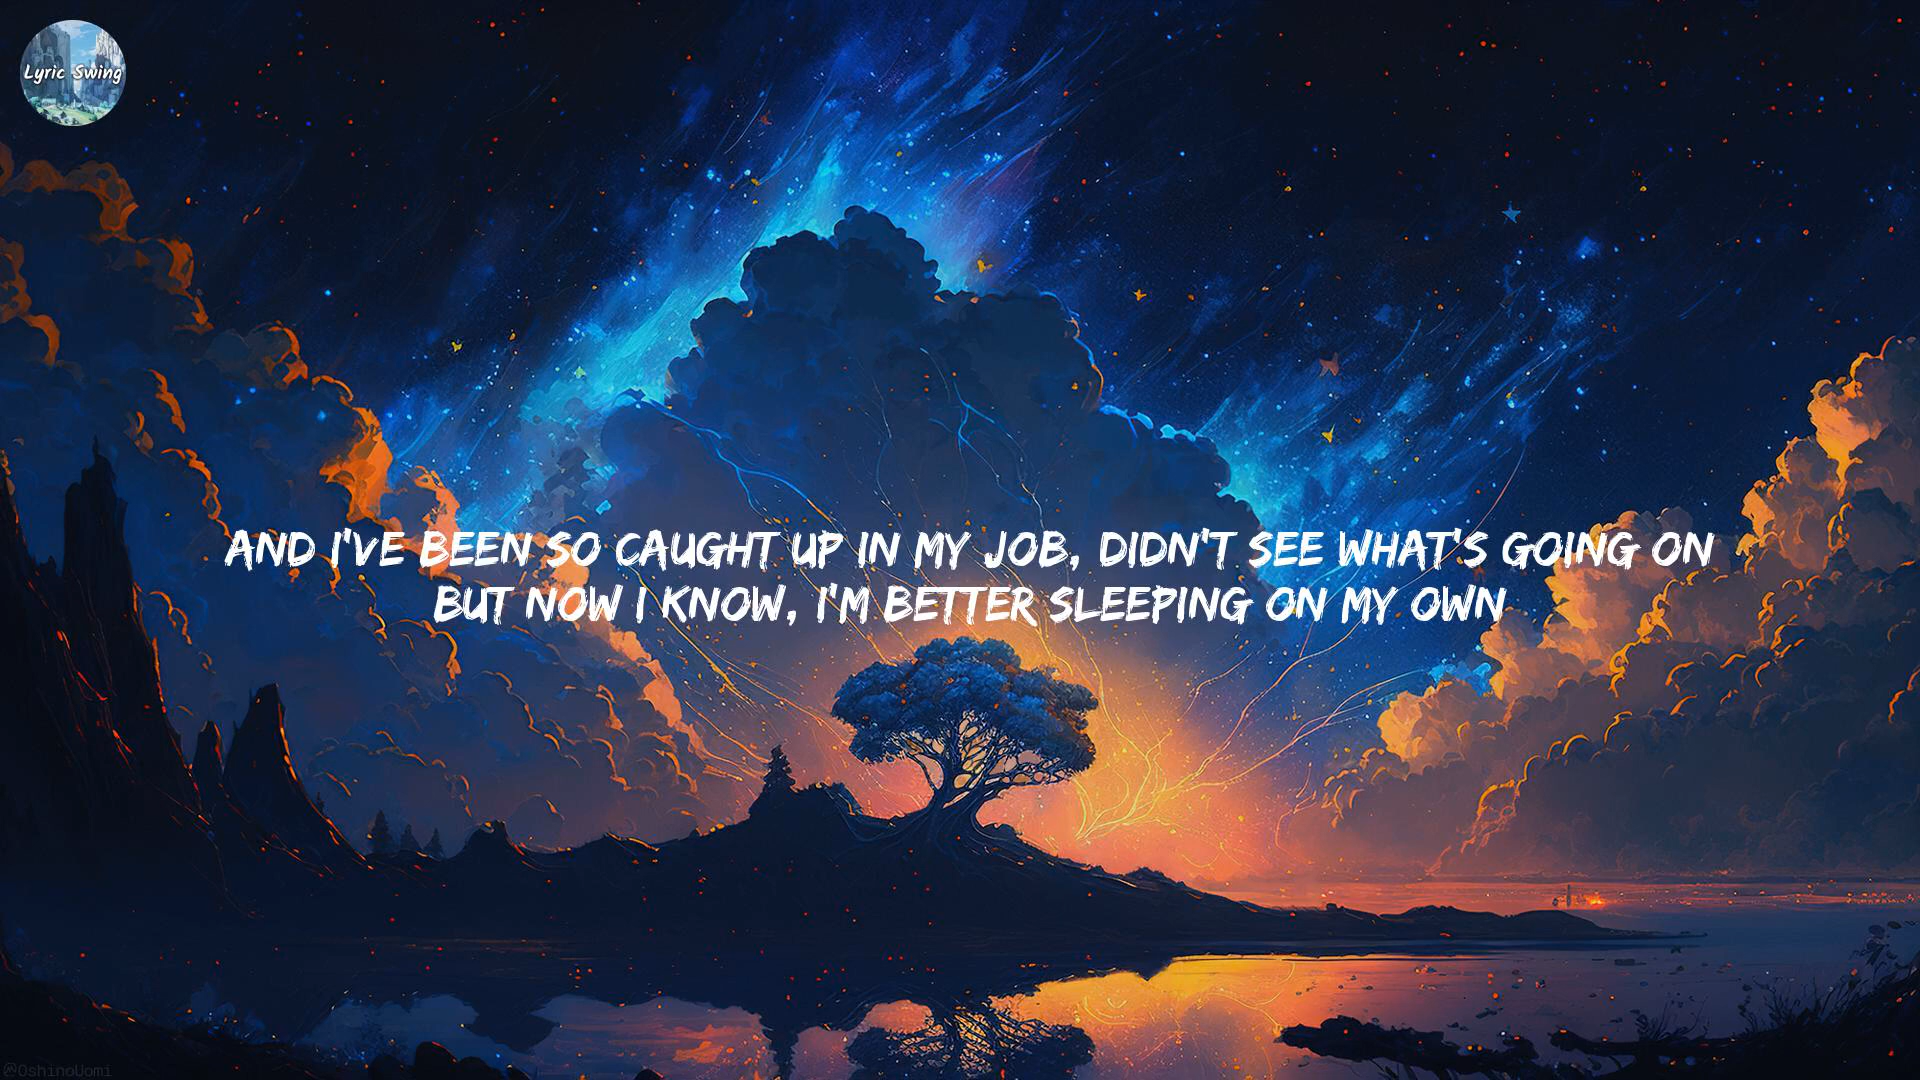 Lyric Swing
AND I'VE BEEN SO CAUGHT UP IN MY JOB, DIDN'T SEE WHAT'S GOING ON
BUT NOW I KNOW, I'M BETTER SLEEPING ON MY OWN
@OshinoUomi